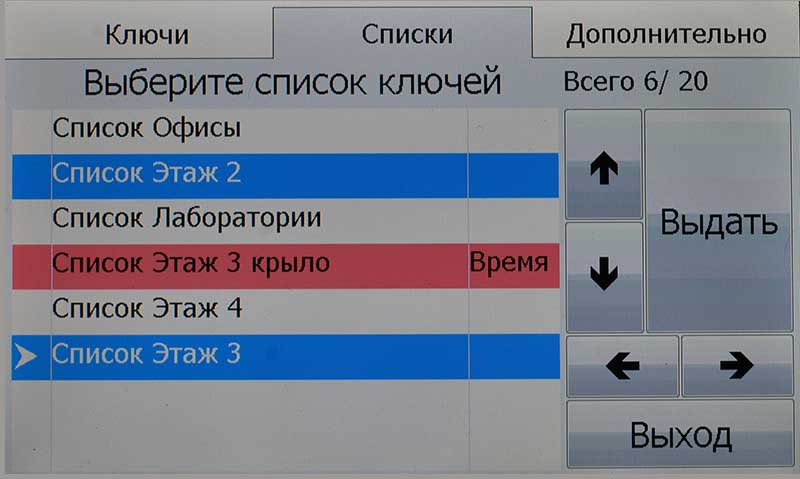 Ключи
Списки
Дополнительно
Выберите список ключей
Всего 6/ 20
Список Офисы
Список Этаж 2
Список Лаборатории
Список Этаж 3 крыло Время
Список Этаж 4
Список Этаж 3
Выдать
Выход